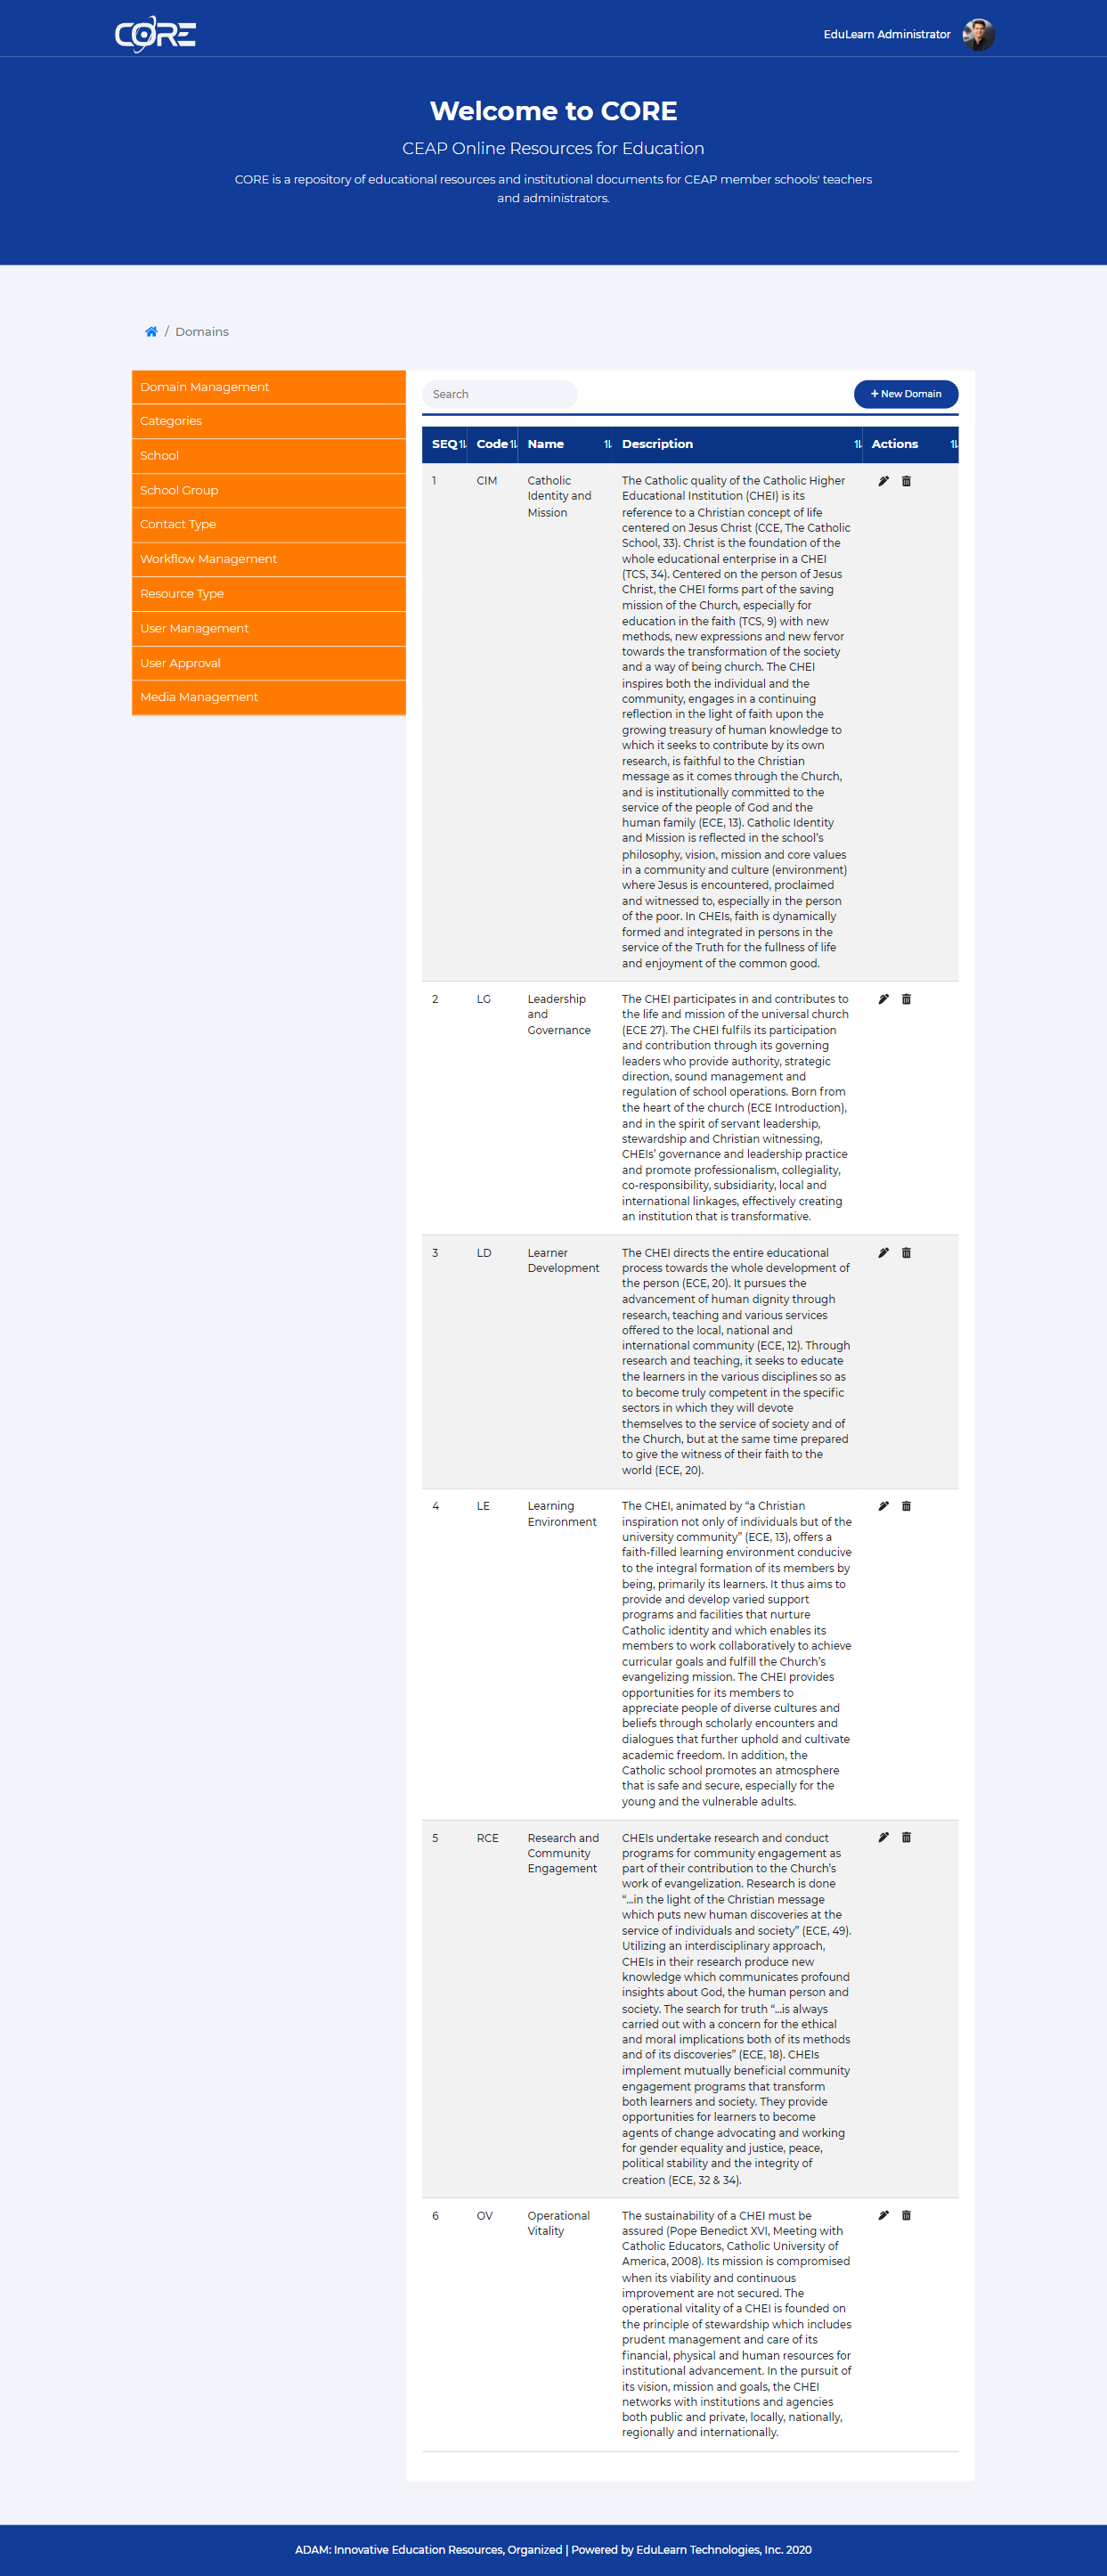 CORE
EduLearn Administrator
Welcome to CORE
CEAP Online Resources for Education
CORE is a repository of educational resources and institutional documents for CEAP member schools' teachers
and administrators.
/ Domains
Domain Management
Categories
School
School Group
Contact Type
Workflow Management
Resource Type
User Management
User Approval
Media Management
Search
+ New Domain
SEQ Code Name Description Actions
1 CIM Catholic Identity and Mission
The Catholic quality of the Catholic Higher
Educational Institution (CHEI) is its
reference to a Christian concept of life
centered on Jesus Christ (CCE, The Catholic
School, 33). Christ is the foundation of the
whole educational enterprise in a CHEI
(TCS, 34). Centered on the person of Jesus
Christ, the CHEI forms part of the saving
mission of the Church, especially for
education in the faith (TCS, 9) with new
methods, new expressions and new fervor
towards the transformation of the society
and a way of being church. The CHEI
inspires both the individual and the
community, engages in a continuing
reflection in the light of faith upon the
growing treasury of human knowledge to
which it seeks to contribute by its own
research, is faithful to the Christian
message as it comes through the Church,
and is institutionally committed to the
service of the people of God and the
human family (ECE, 13). Catholic Identity
and Mission is reflected in the school’s
philosophy, vision, mission and core values
in a community and culture (environment)
where Jesus is encountered, proclaimed
and witnessed to, especially in the person
of the poor. In CHEIs, faith is dynamically
formed and integrated in persons in the
service of the Truth for the fullness of life
and enjoyment of the common good.
2 LG Leadership and Governance
The CHEI participates in and contributes to
the life and mission of the universal church
(ECE 27). The CHEI fulfils its participation
and contribution through its governing
leaders who provide authority, strategic
direction, sound management and
regulation of school operations. Born from
the heart of the church (ECE Introduction),
and in the spirit of servant leadership,
stewardship and Christian witnessing,
CHEIs’ governance and leadership practice
and promote professionalism, collegiality,
co-responsibility, subsidiarity, local and
international linkages, effectively creating
an institution that is transformative.
3 LD Learner Development
The CHEI directs the entire educational
process towards the whole development of
the person (ECE, 20). It pursues the
advancement of human dignity through
research, teaching and various services
offered to the local, national and
international community (ECE, 12). Through
research and teaching, it seeks to educate
the learners in the various disciplines so as
to become truly competent in the specific
sectors in which they will devote
themselves to the service of society and of
the Church, but at the same time prepared
to give the witness of their faith to the
world (ECE, 20).
4 LE Learning Environment
The CHEI, animated by “a Christian
inspiration not only of individuals but of the
university community” (ECE, 13), offers a
faith-filled learning environment conducive
to the integral formation of its members by
being, primarily its learners. It thus aims to
provide and develop varied support
programs and facilities that nurture
Catholic identity and which enables its
members to work collaboratively to achieve
curricular goals and fulfill the Church’s
evangelizing mission. The CHEI provides
opportunities for its members to
appreciate people of diverse cultures and
beliefs through scholarly encounters and
dialogues that further uphold and cultivate
academic freedom. In addition, the
Catholic school promotes an atmosphere
that is safe and secure, especially for the
young and the vulnerable adults.
5 RCE Research and Community Engagement
CHEIs undertake research and conduct
programs for community engagement as
part of their contribution to the Church’s
work of evangelization. Research is done
“...in the light of the Christian message
which puts new human discoveries at the
service of individuals and society” (ECE, 49).
Utilizing an interdisciplinary approach,
CHEIs in their research produce new
knowledge which communicates profound
insights about God, the human person and
society. The search for truth “...is always
carried out with a concern for the ethical
and moral implications both of its methods
and of its discoveries” (ECE, 18). CHEIs
implement mutually beneficial community
engagement programs that transform
both learners and society. They provide
opportunities for learners to become
agents of change advocating and working
for gender equality and justice, peace,
political stability and the integrity of
creation (ECE, 32 & 34).
6 OV Operational Vitality
The sustainability of a CHEI must be
assured (Pope Benedict XVI, Meeting with
Catholic Educators, Catholic University of
America, 2008). Its mission is compromised
when its viability and continuous
improvement are not secured. The
operational vitality of a CHEI is founded on
the principle of stewardship which includes
prudent management and care of its
financial, physical and human resources for
institutional advancement. In the pursuit of
its vision, mission and goals, the CHEI
networks with institutions and agencies
both public and private, locally, nationally,
regionally and internationally.
ADAM: Innovative Education Resources, Organized | Powered by EduLearn Technologies, Inc. 2020